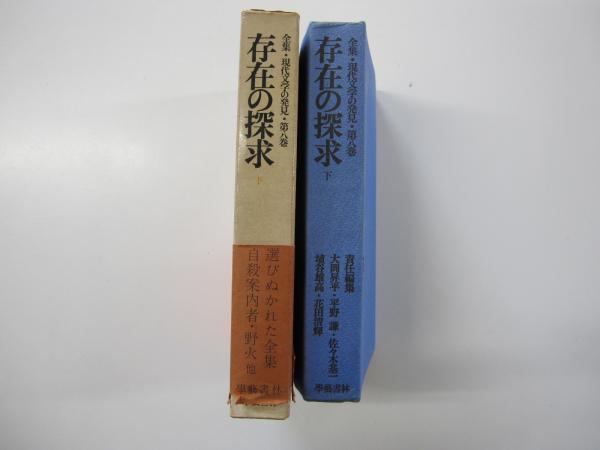 全集・現代文学の発見・第八巻
存在の探求
下
選びぬかれた全集
自殺案内者・野火他
學藝書林
全集・現代文学の発見・第八巻
存在の探求
下
責任編集
大岡昇平・平野 謙・佐々木基一
埴谷雄高・花田清輝
學藝書林